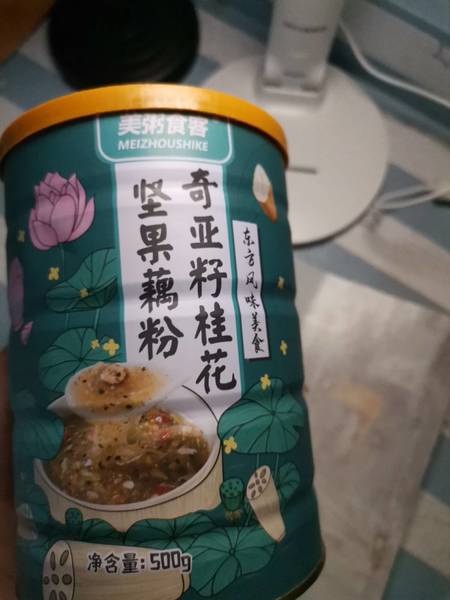 美粥食客
MEIZHOUSHIKE
奇亚籽桂花
坚果藕粉
东方风味美食
净含量:500g